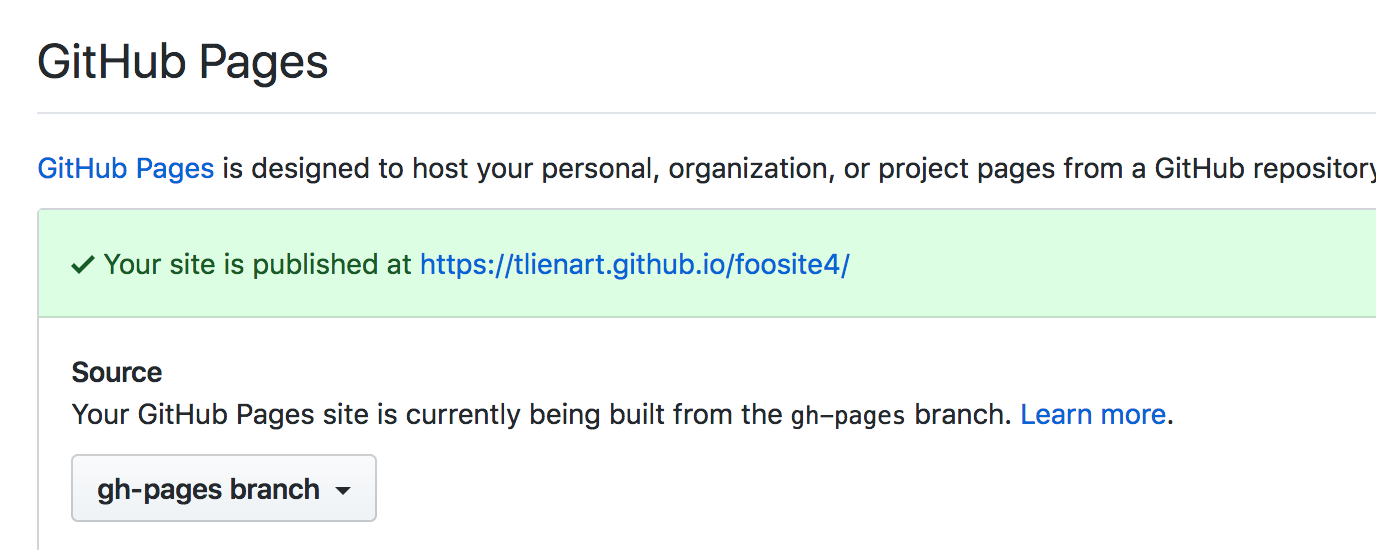 GitHub Pages
GitHub Pages is designed to host your personal, organization, or project pages from a GitHub repository
✓ Your site is published at https://tlienart.github.io/foosite4/
Source
Your GitHub Pages site is currently being built from the gh-pages branch. Learn more.
gh-pages branch